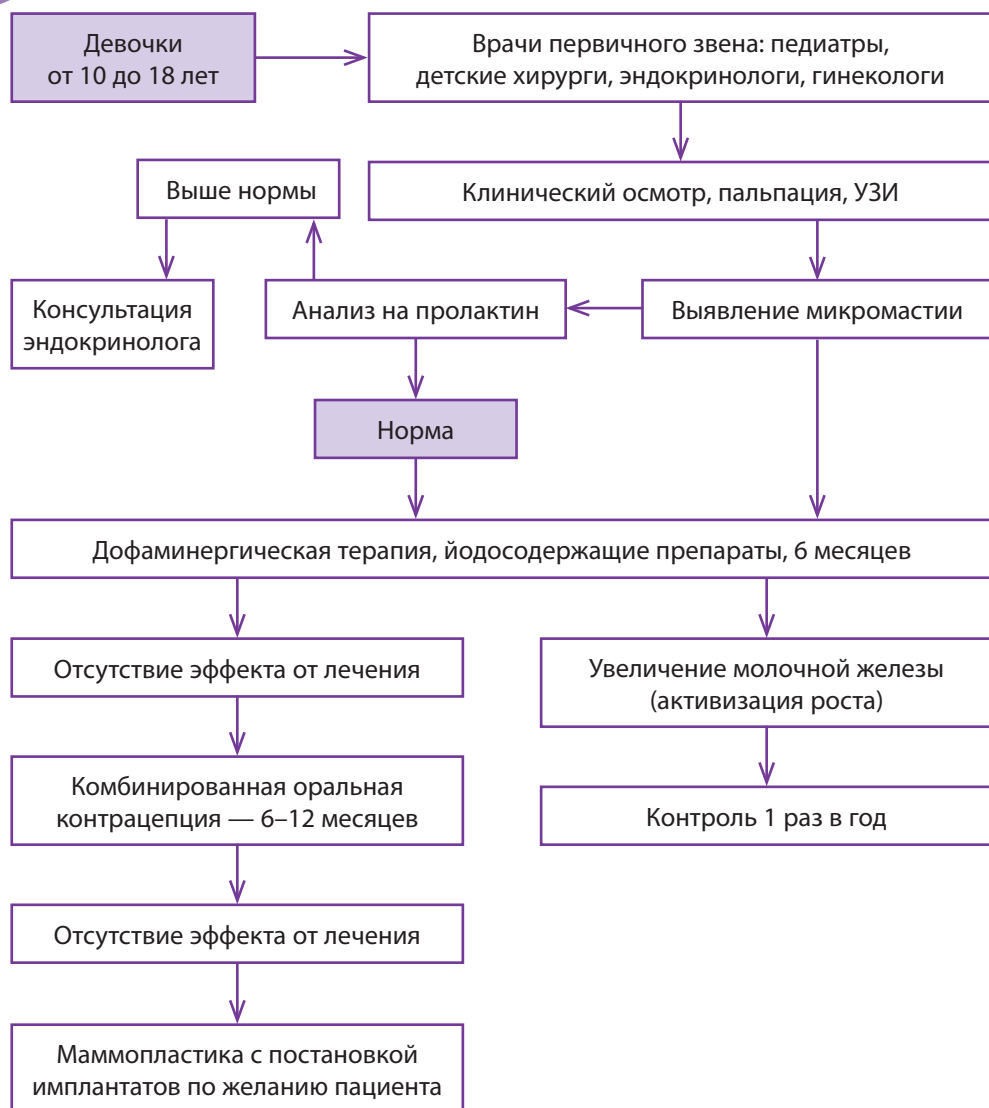 Девочки
от 10 до 18 лет
Врачи первичного звена: педиатры,
детские хирурги, эндокринологи, гинекологи
Выше нормы
Клинический осмотр, пальпация, УЗИ
Консультация
эндокринолога
Анализ на пролактин
Выявление микромастии
Норма
Дофаминергическая терапия, йодосодержащие препараты, 6 месяцев
Отсутствие эффекта от лечения
Увеличение молочной железы
(активизация роста)
Комбинированная оральная
контрацепция — 6–12 месяцев
Контроль 1 раз в год
Отсутствие эффекта от лечения
Маммопластика с постановкой
имплантатов по желанию пациента